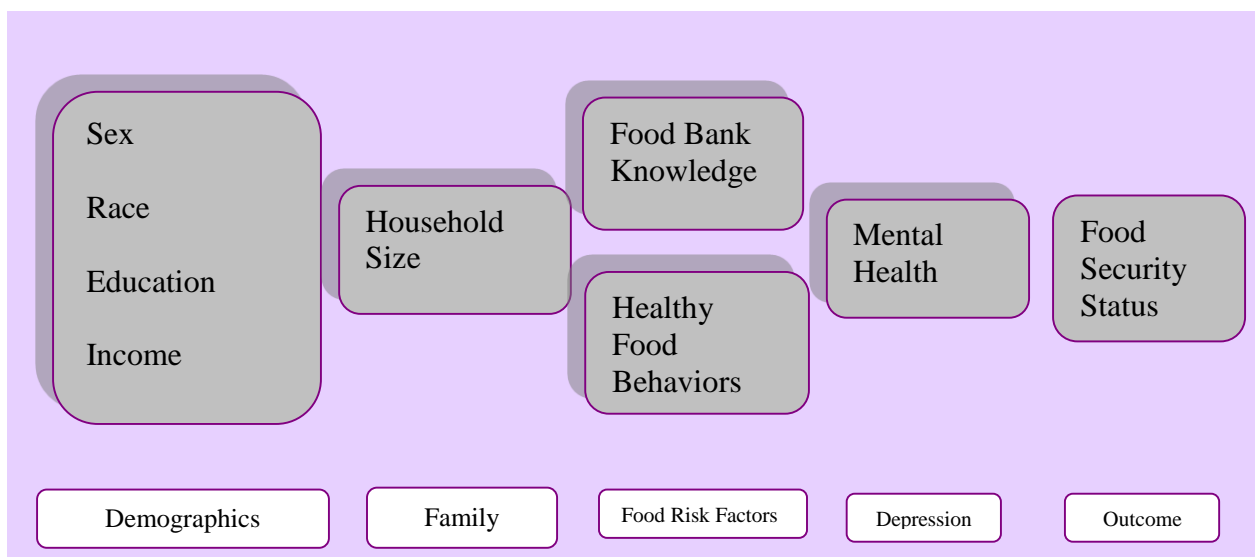 Sex
Race
Education
Income
Household
Size
Food Bank
Knowledge
Healthy
Food
Behaviors
Mental
Health
Food
Security
Status
Demographics
Family
Food Risk Factors
Depression
Outcome